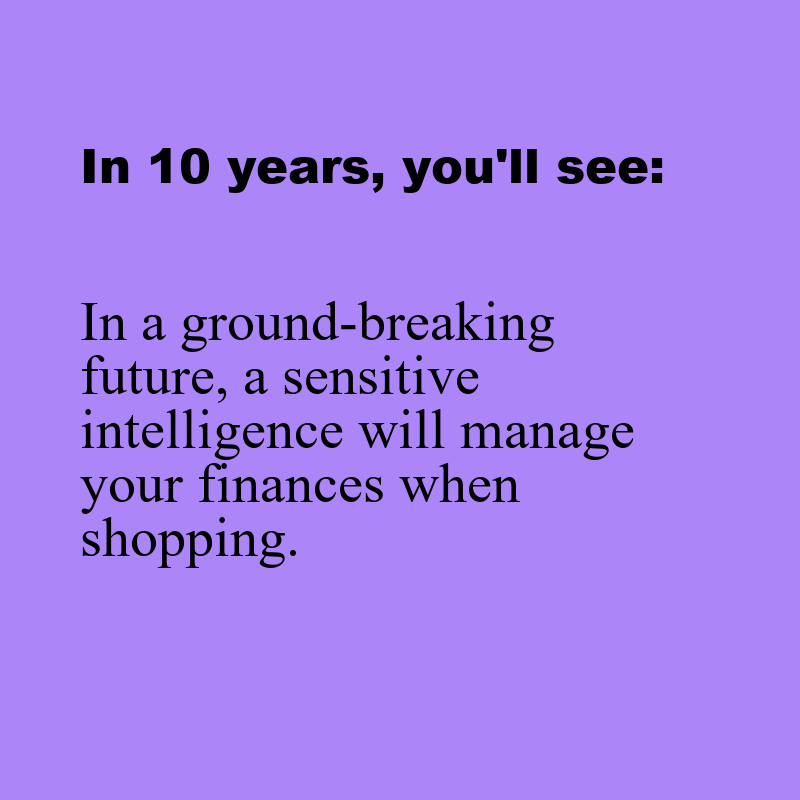 In 10 years, you'll see:
In a ground-breaking
future, a sensitive
intelligence will manage
your finances when
shopping.